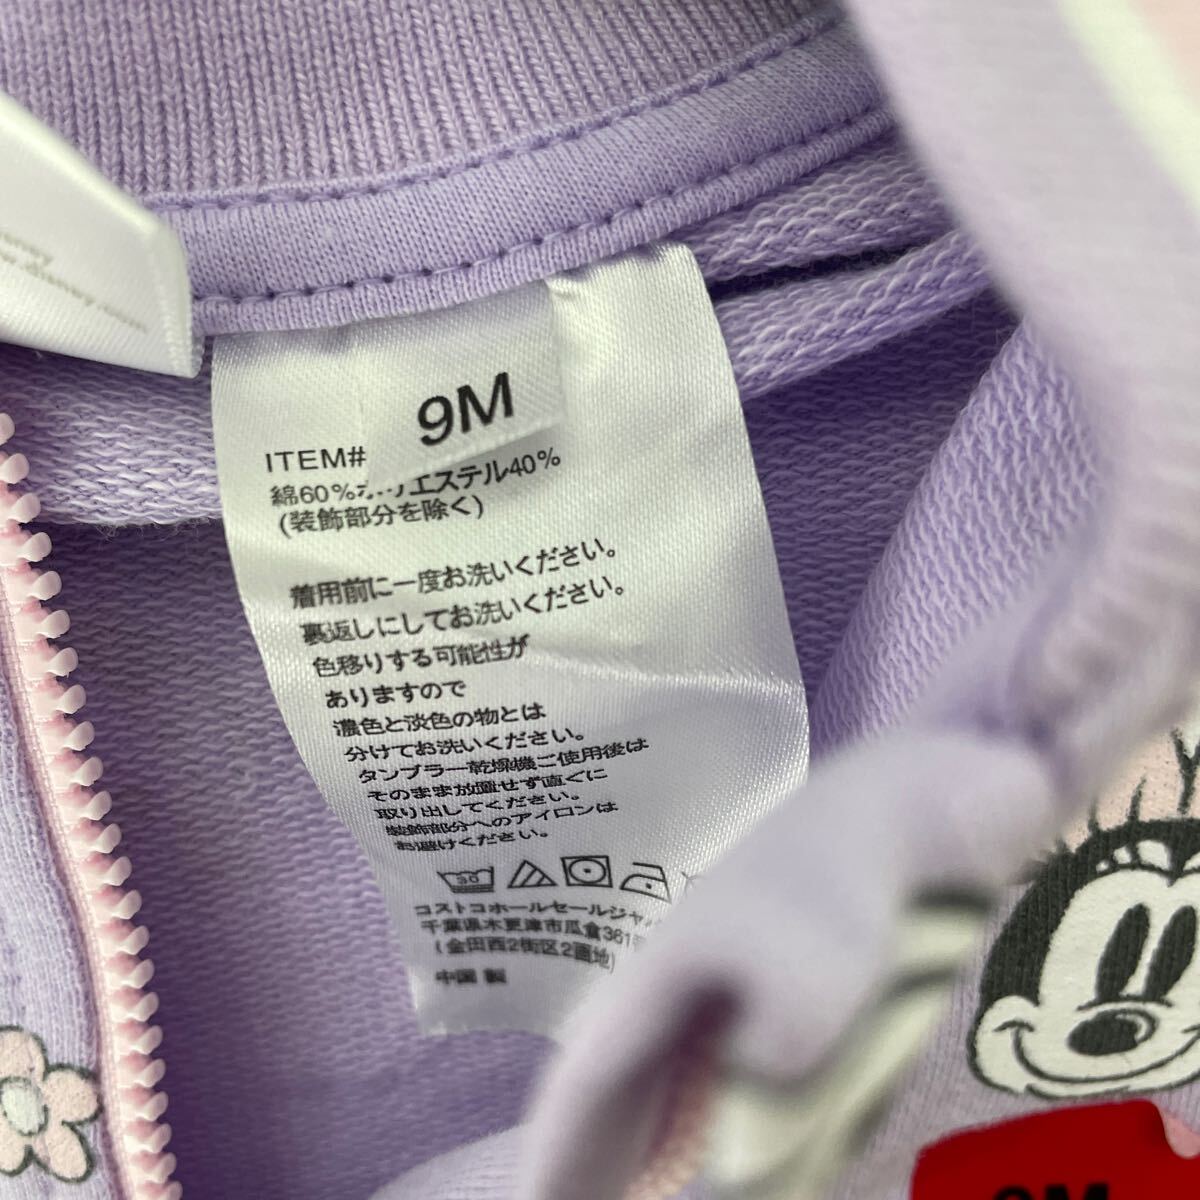 9M
ITEM#
綿60%
エステル40%
(装飾部分を除く)
着用前に一度お洗いください。
裏返しにしてお洗いください。
色移りする可能性が
ありますので
濃色と淡色の物とは
分けてお洗いください。
タンブラー乾燥機ご使用後は
そのまま放置せず直ぐに
取り出してください。
装飾部分へのアイロンは
お避けください。
30
コストコホールセールジャ
千葉県木更津市瓜倉361
(金田西2街区2画地)
中国 製